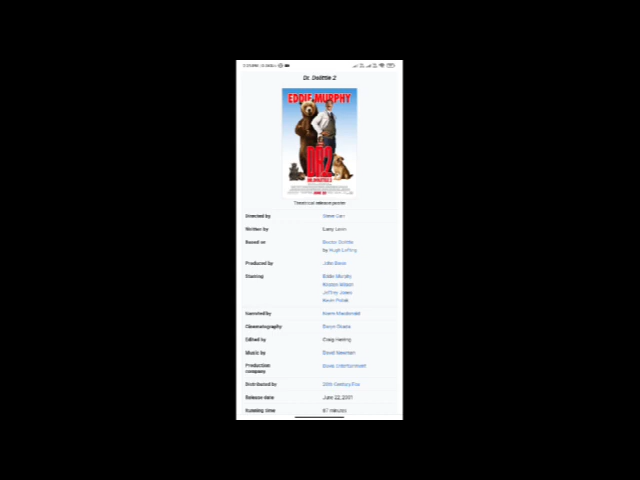 Dr. Dolittle 2
EDDIE MURPHY
DR2
Theatrical release poster
Directed by Steve Carr
Written by Larry Levin
Based on Doctor Dolittle
by Hugh Lofting
Produced by John Davis
Starring Eddie Murphy
Kristen Wilson
Jeffrey Jones
Kevin Pollak
Narrated by Norm Macdonald
Cinematography Daryn Okada
Edited by Craig Herring
Music by David Newman
Production
company Davis Entertainment
Distributed by 20th Century Fox
Release date June 22, 2001
Running time 87 minutes